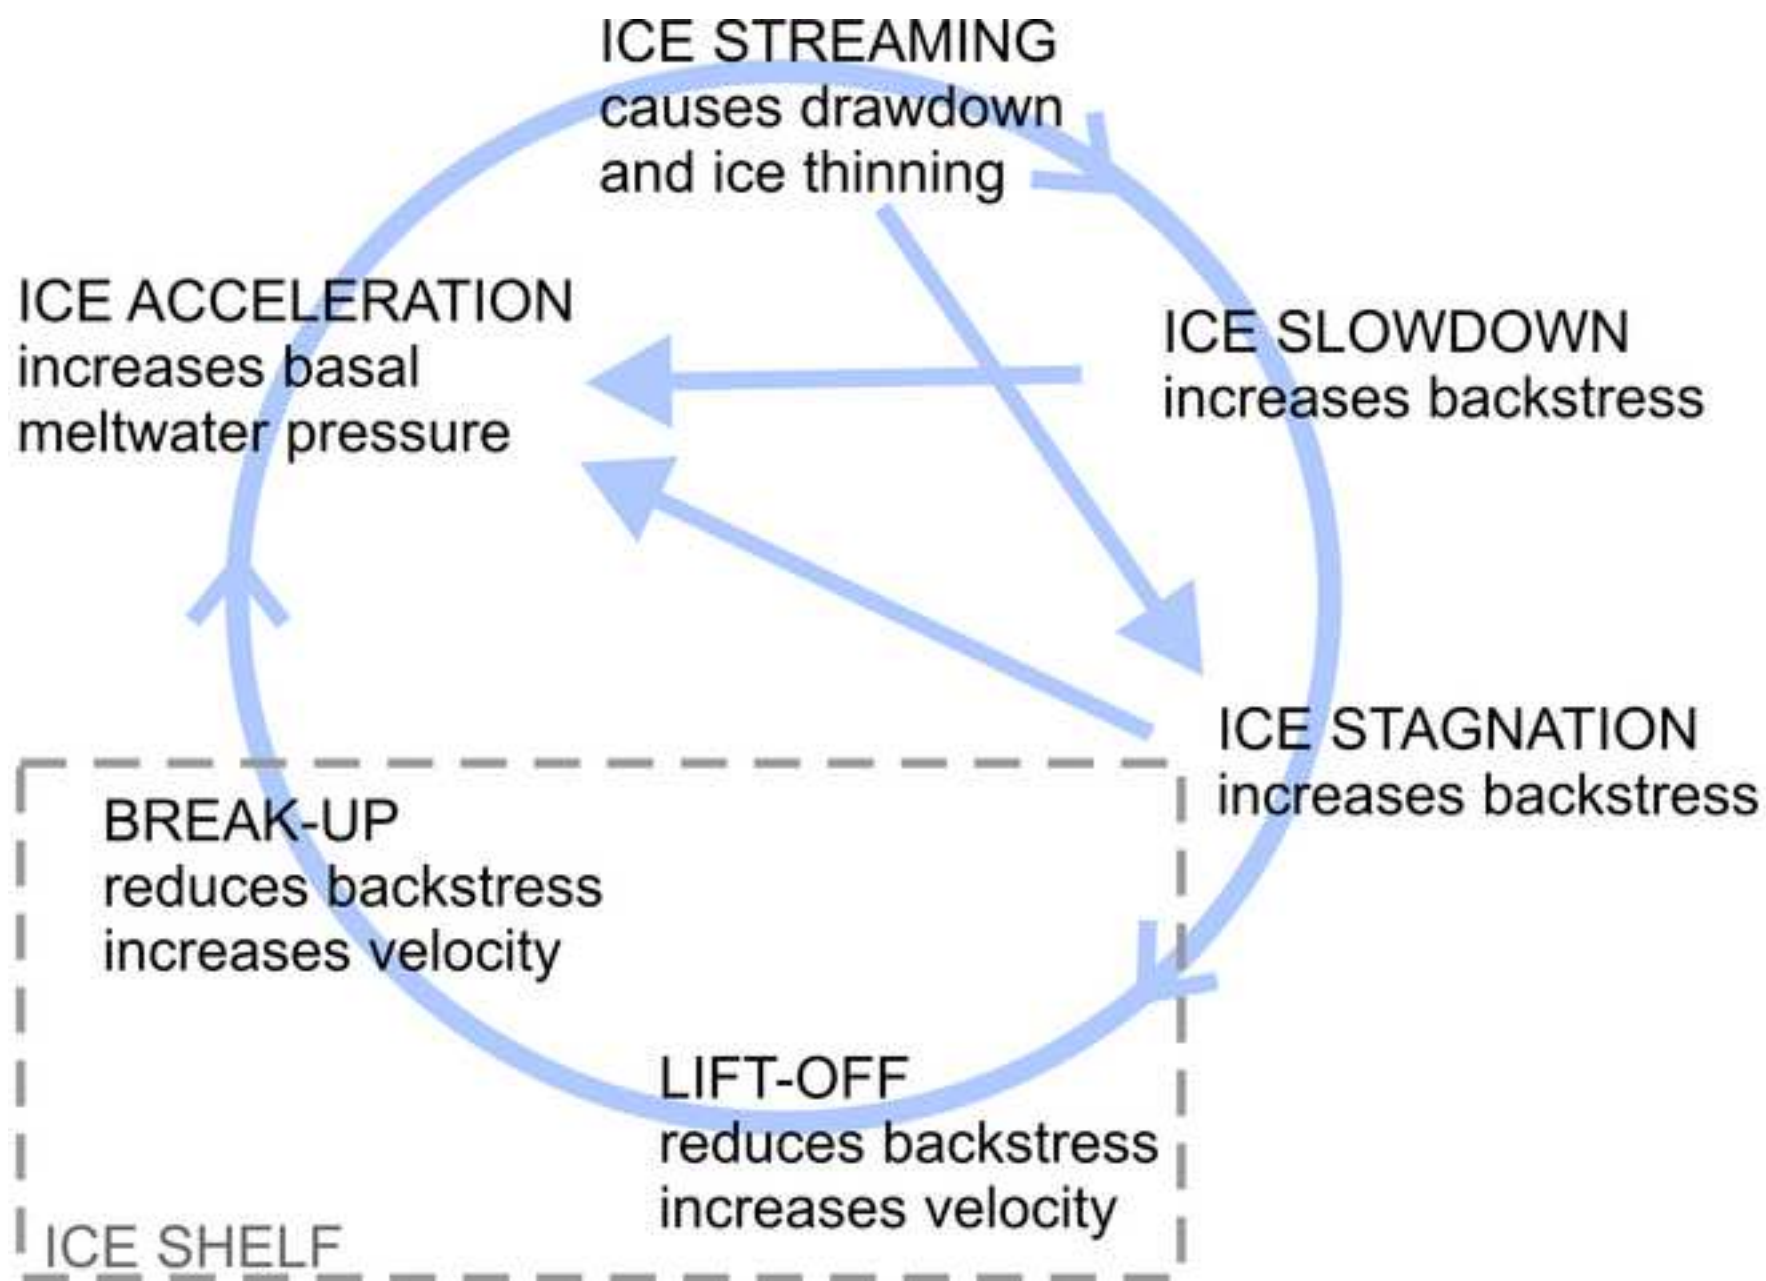 ICE STREAMING
causes drawdown
and ice thinning
ICE ACCELERATION
increases basal
meltwater pressure
ICE SLOWDOWN
increases backstress
ICE STAGNATION
increases backstress
BREAK-UP
reduces backstress
increases velocity
LIFT-OFF
reduces backstress
increases velocity
ICE SHELF